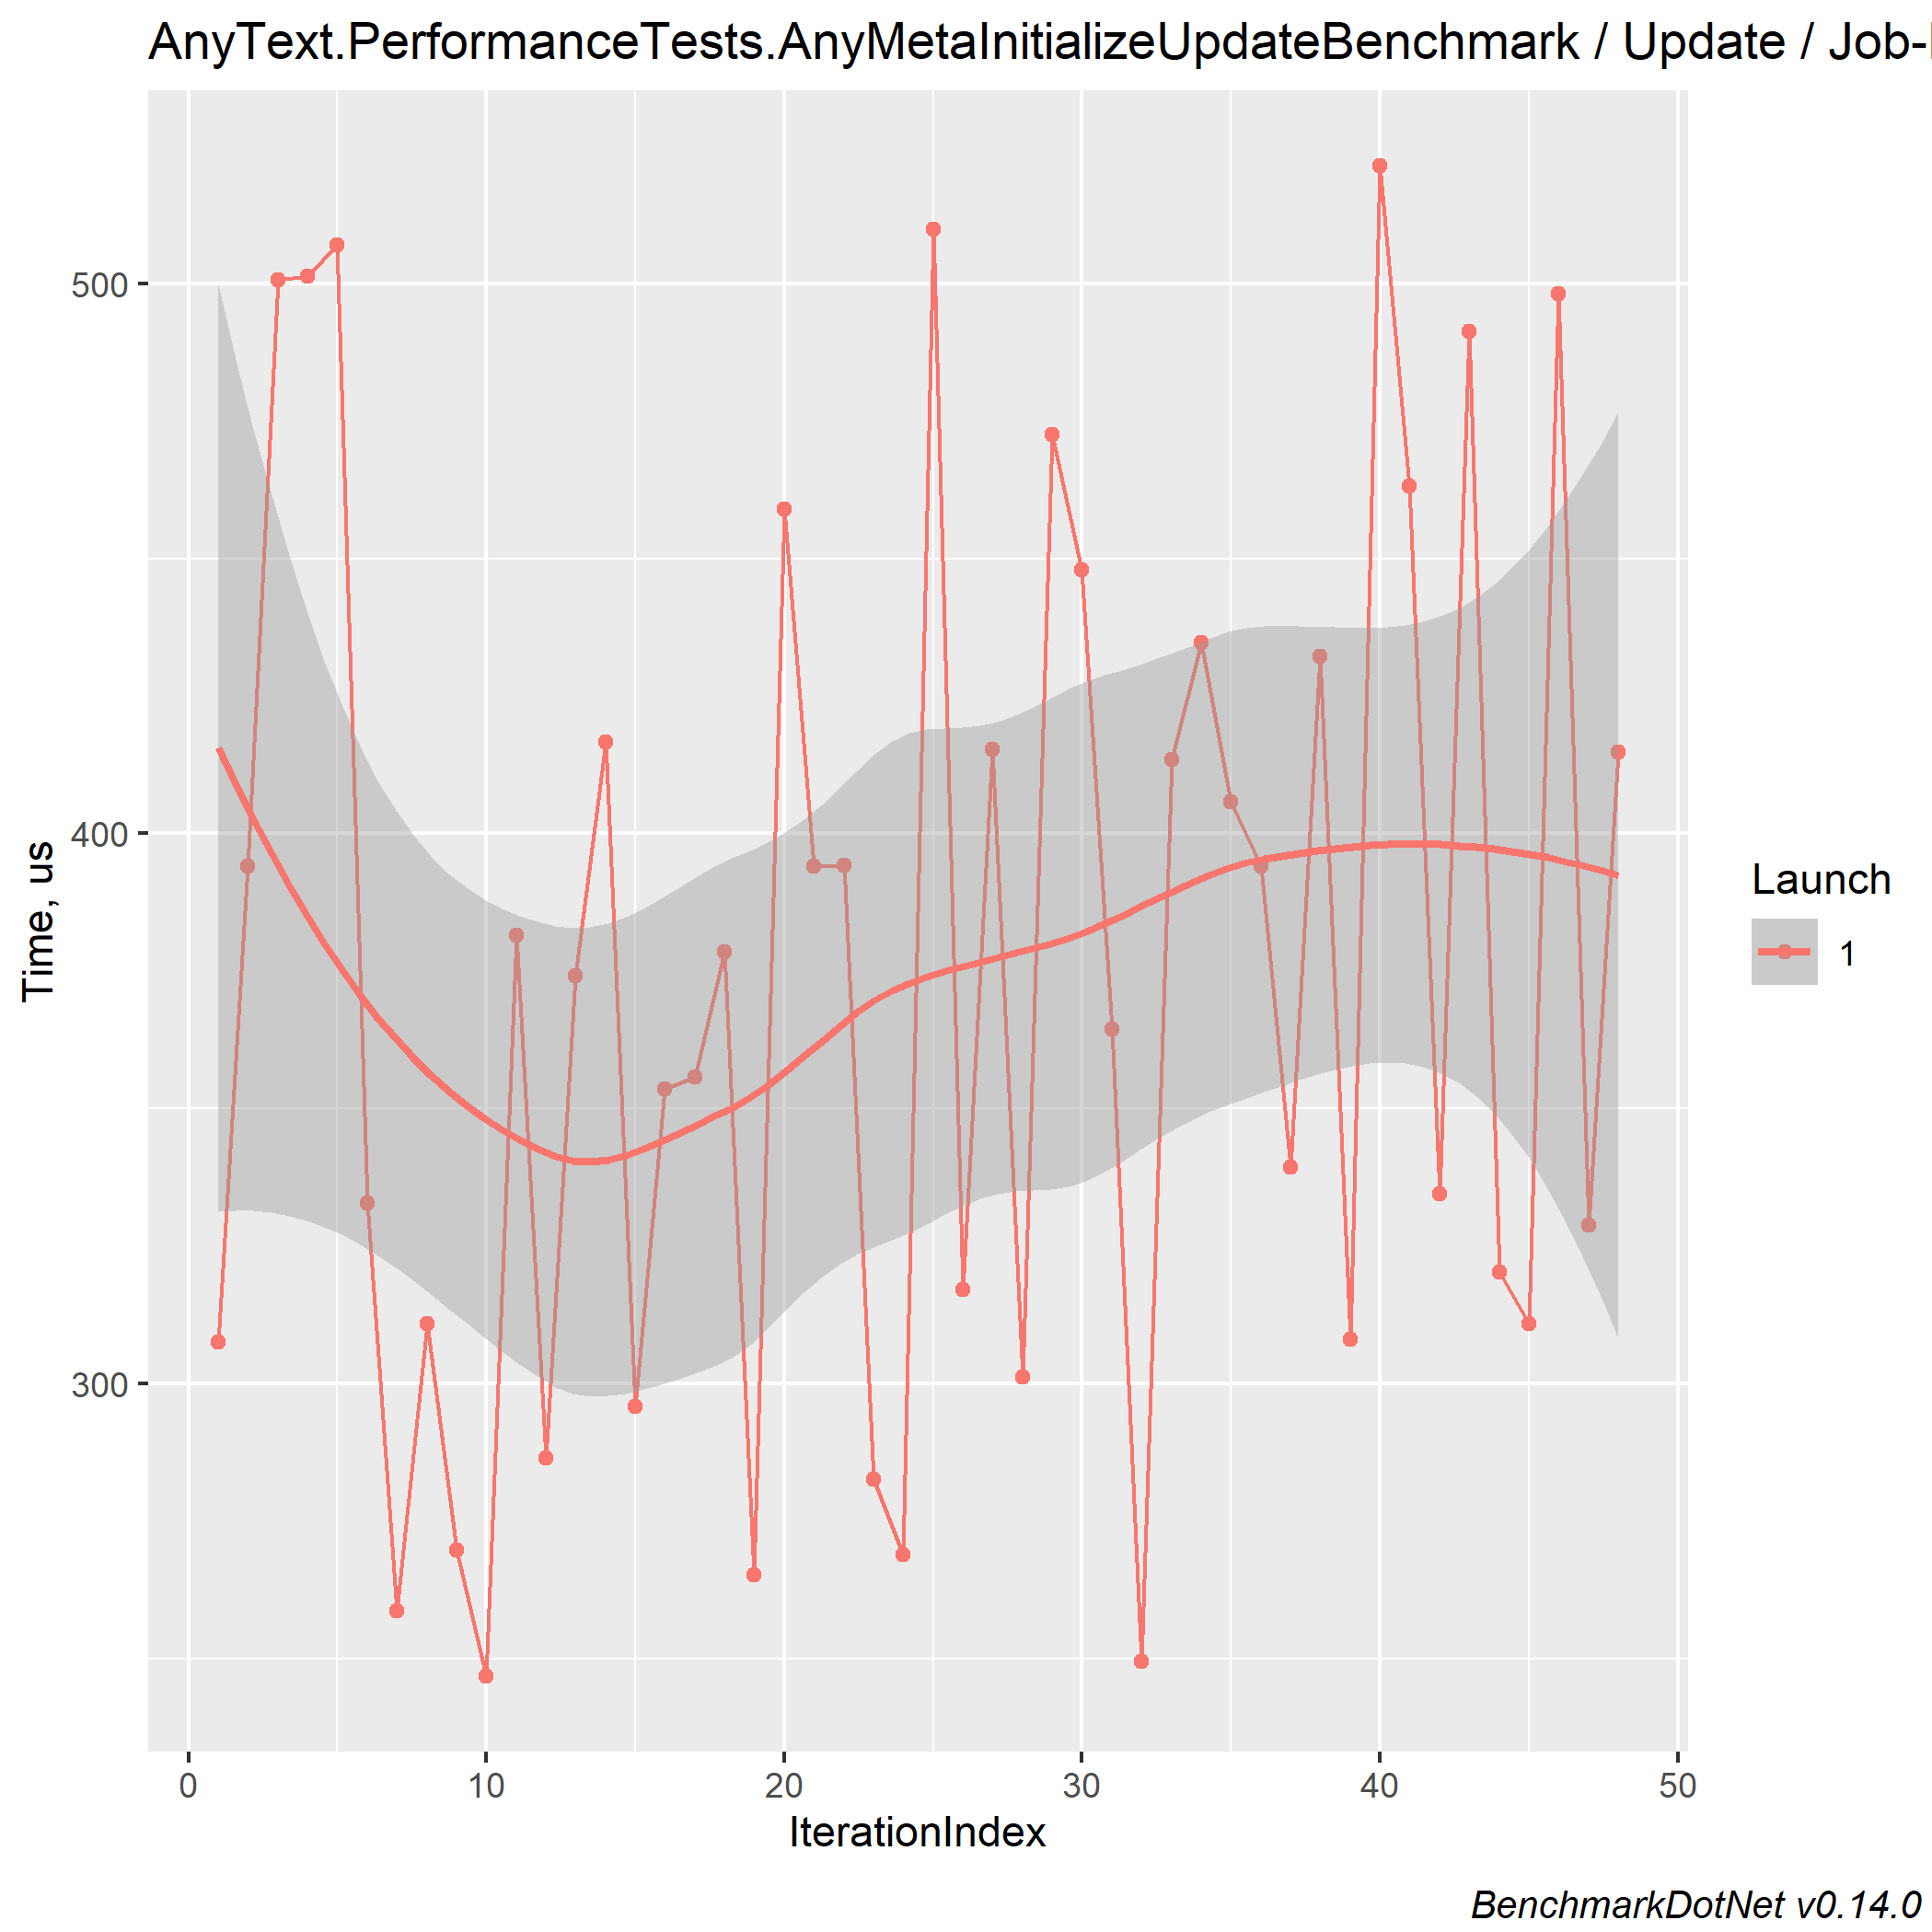 AnyText.PerformanceTests.AnyMetaInitializeUpdateBenchmark / Update /
Time, us
500
400
300
0 10 20 30 40 50
IterationIndex
Launch
1
BenchmarkDotNet v0.14.0